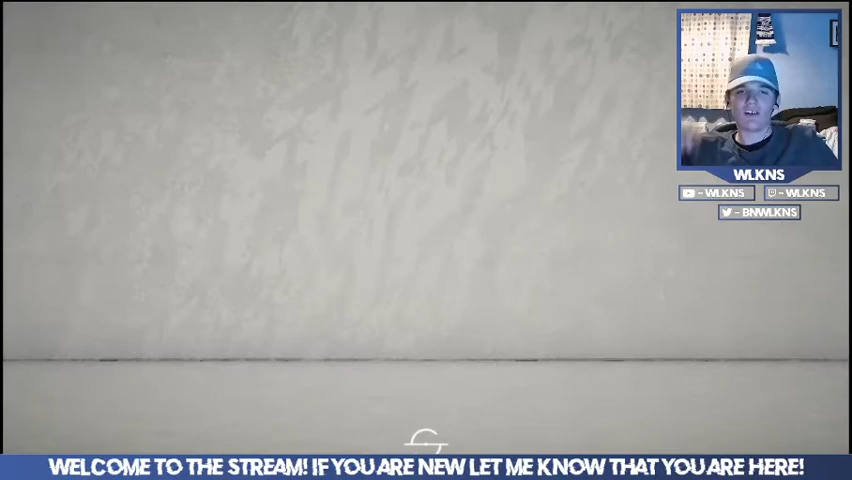 WLKNS
- WLKNS
- WLKNS
- BNWLKNS
WELCOME TO THE STREAM! IF YOU ARE NEW LET ME KNOW THAT YOU ARE HERE!